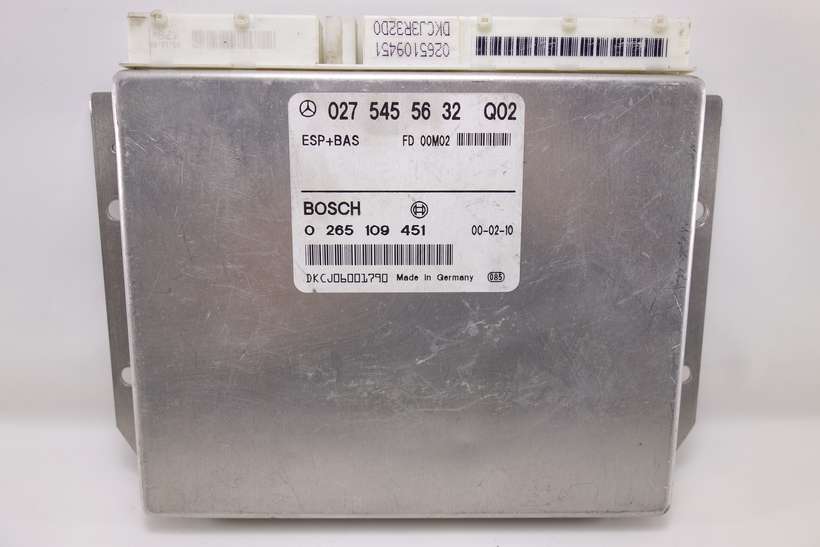 0265109451
DKCJ3R32D0
027 545 56 32 Q02
ESP+BAS FD 00M02
BOSCH
0 265 109 451 00-02-10
DKCJ06001790 Made in Germany 085